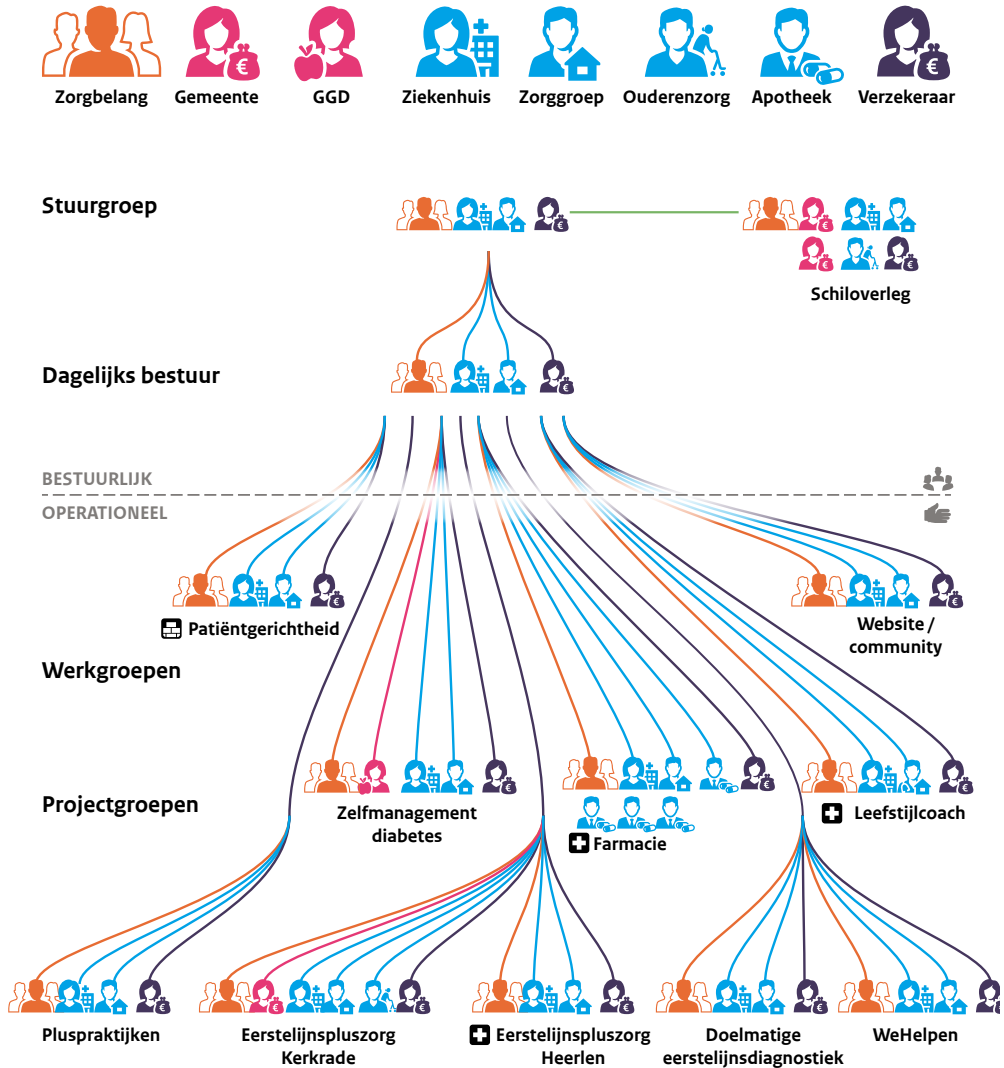 Zorgbelang Gemeente GGD Ziekenhuis Zorggroep Ouderenzorg Apotheek Verzekeraar
Stuurgroep
Schiloverleg
Dagelijks bestuur
BESTUURLIJK
OPERATIONEEL
Patiëntgerichtheid
Website /
community
Werkgroepen
Projectgroepen
Zelfmanagement
diabetes
Farmacie
Leefstijlcoach
Pluspraktijken
Eerstelijnspluszorg
Kerkrade
Eerstelijnspluszorg
Heerlen
Doelmatige
eerstelijnsdiagnostiek
WeHelpen